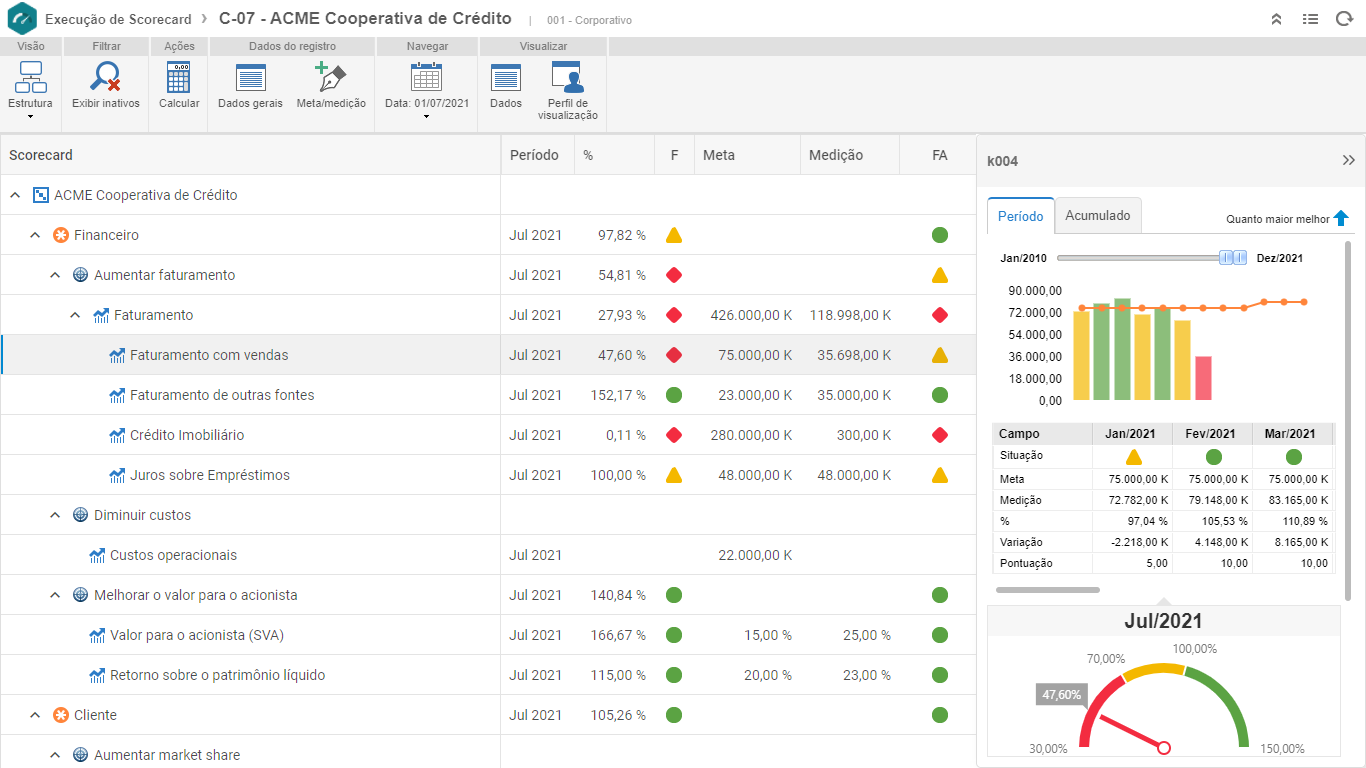 Execução de Scorecard › C-07 - ACME Cooperativa de Crédito | 001 - Corporativo
Visão Filtrar Ações Dados do registro Navegar Visualizar
Estrutura Exibir inativos Calcular Dados gerais Meta/medição Data: 01/07/2021 Dados Perfil de visualização
Scorecard Período % F Meta Medição FA
ACME Cooperativa de Crédito
Financeiro Jul 2021 97,82 %
Aumentar faturamento Jul 2021 54,81 %
Faturamento Jul 2021 27,93 % 426.000,00 K 118.998,00 K
Faturamento com vendas Jul 2021 47,60 % 75.000,00 K 35.698,00 K
Faturamento de outras fontes Jul 2021 152,17 % 23.000,00 K 35.000,00 K
Crédito Imobiliário Jul 2021 0,11 % 280.000,00 K 300,00 K
Juros sobre Empréstimos Jul 2021 100,00 % 48.000,00 K 48.000,00 K
Diminuir custos
Custos operacionais Jul 2021 22.000,00 K
Melhorar o valor para o acionista Jul 2021 140,84 %
Valor para o acionista (SVA) Jul 2021 166,67 % 15,00 % 25,00 %
Retorno sobre o patrimônio líquido Jul 2021 115,00 % 20,00 % 23,00 %
Cliente Jul 2021 105,26 %
Aumentar market share
k004
Período Acumulado Quanto maior melhor
Jan/2010 Dez/2021
90.000,00
72.000,00
54.000,00
36.000,00
18.000,00
0,00
Campo Jan/2021 Fev/2021 Mar/2021
Situação
Meta 75.000,00 K 75.000,00 K 75.000,00 K
Medição 72.782,00 K 79.148,00 K 83.165,00 K
% 97,04 % 105,53 % 110,89 %
Variação -2.218,00 K 4.148,00 K 8.165,00 K
Pontuação 5,00 10,00 10,00
Jul/2021
100,00%
70,00%
47,60%
30,00% 150,00%